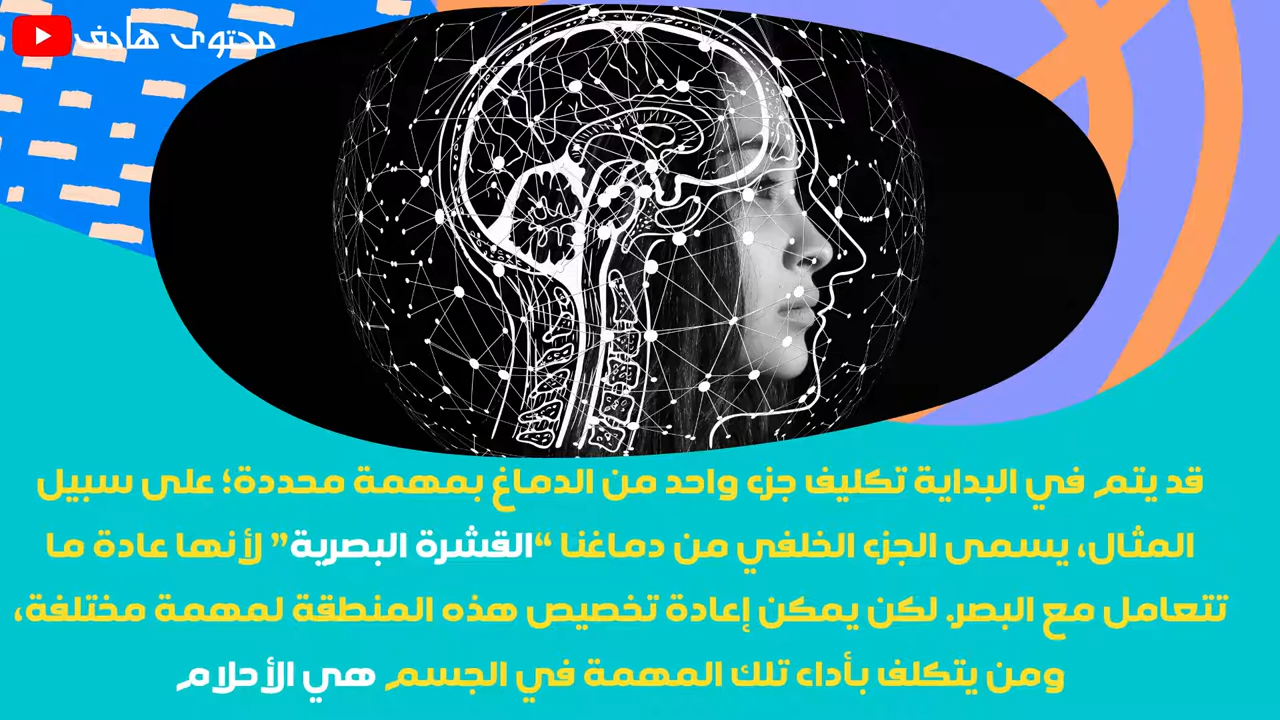 محتوى هادف
قد يتم في البداية تكليف جزء واحد من الدماغ بمهمة محددة؛ على سبيل
المثال، يسمى الجزء الخلفي من دماغنا “القشرة البصرية” لأنها عادة ما
تتعامل مع البصر. لكن يمكن إعادة تخصيص هذه المنطقة لمهمة مختلفة،
ومن يتكلف بأداء تلك المهمة في الجسم هي الأحلام